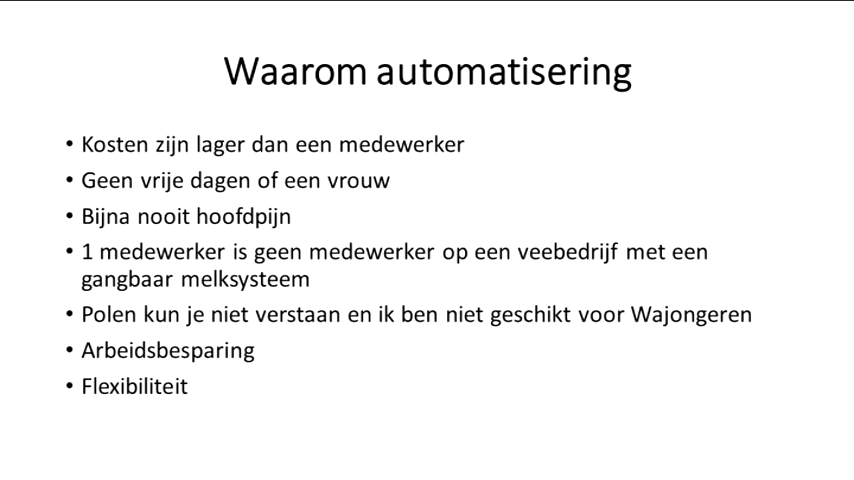 Waarom automatisering
• Kosten zijn lager dan een medewerker
• Geen vrije dagen of een vrouw
• Bijna nooit hoofdpijn
• 1 medewerker is geen medewerker op een veebedrijf met een
gangbaar melksysteem
• Polen kun je niet verstaan en ik ben niet geschikt voor Wajongeren
• Arbeidsbesparing
• Flexibiliteit